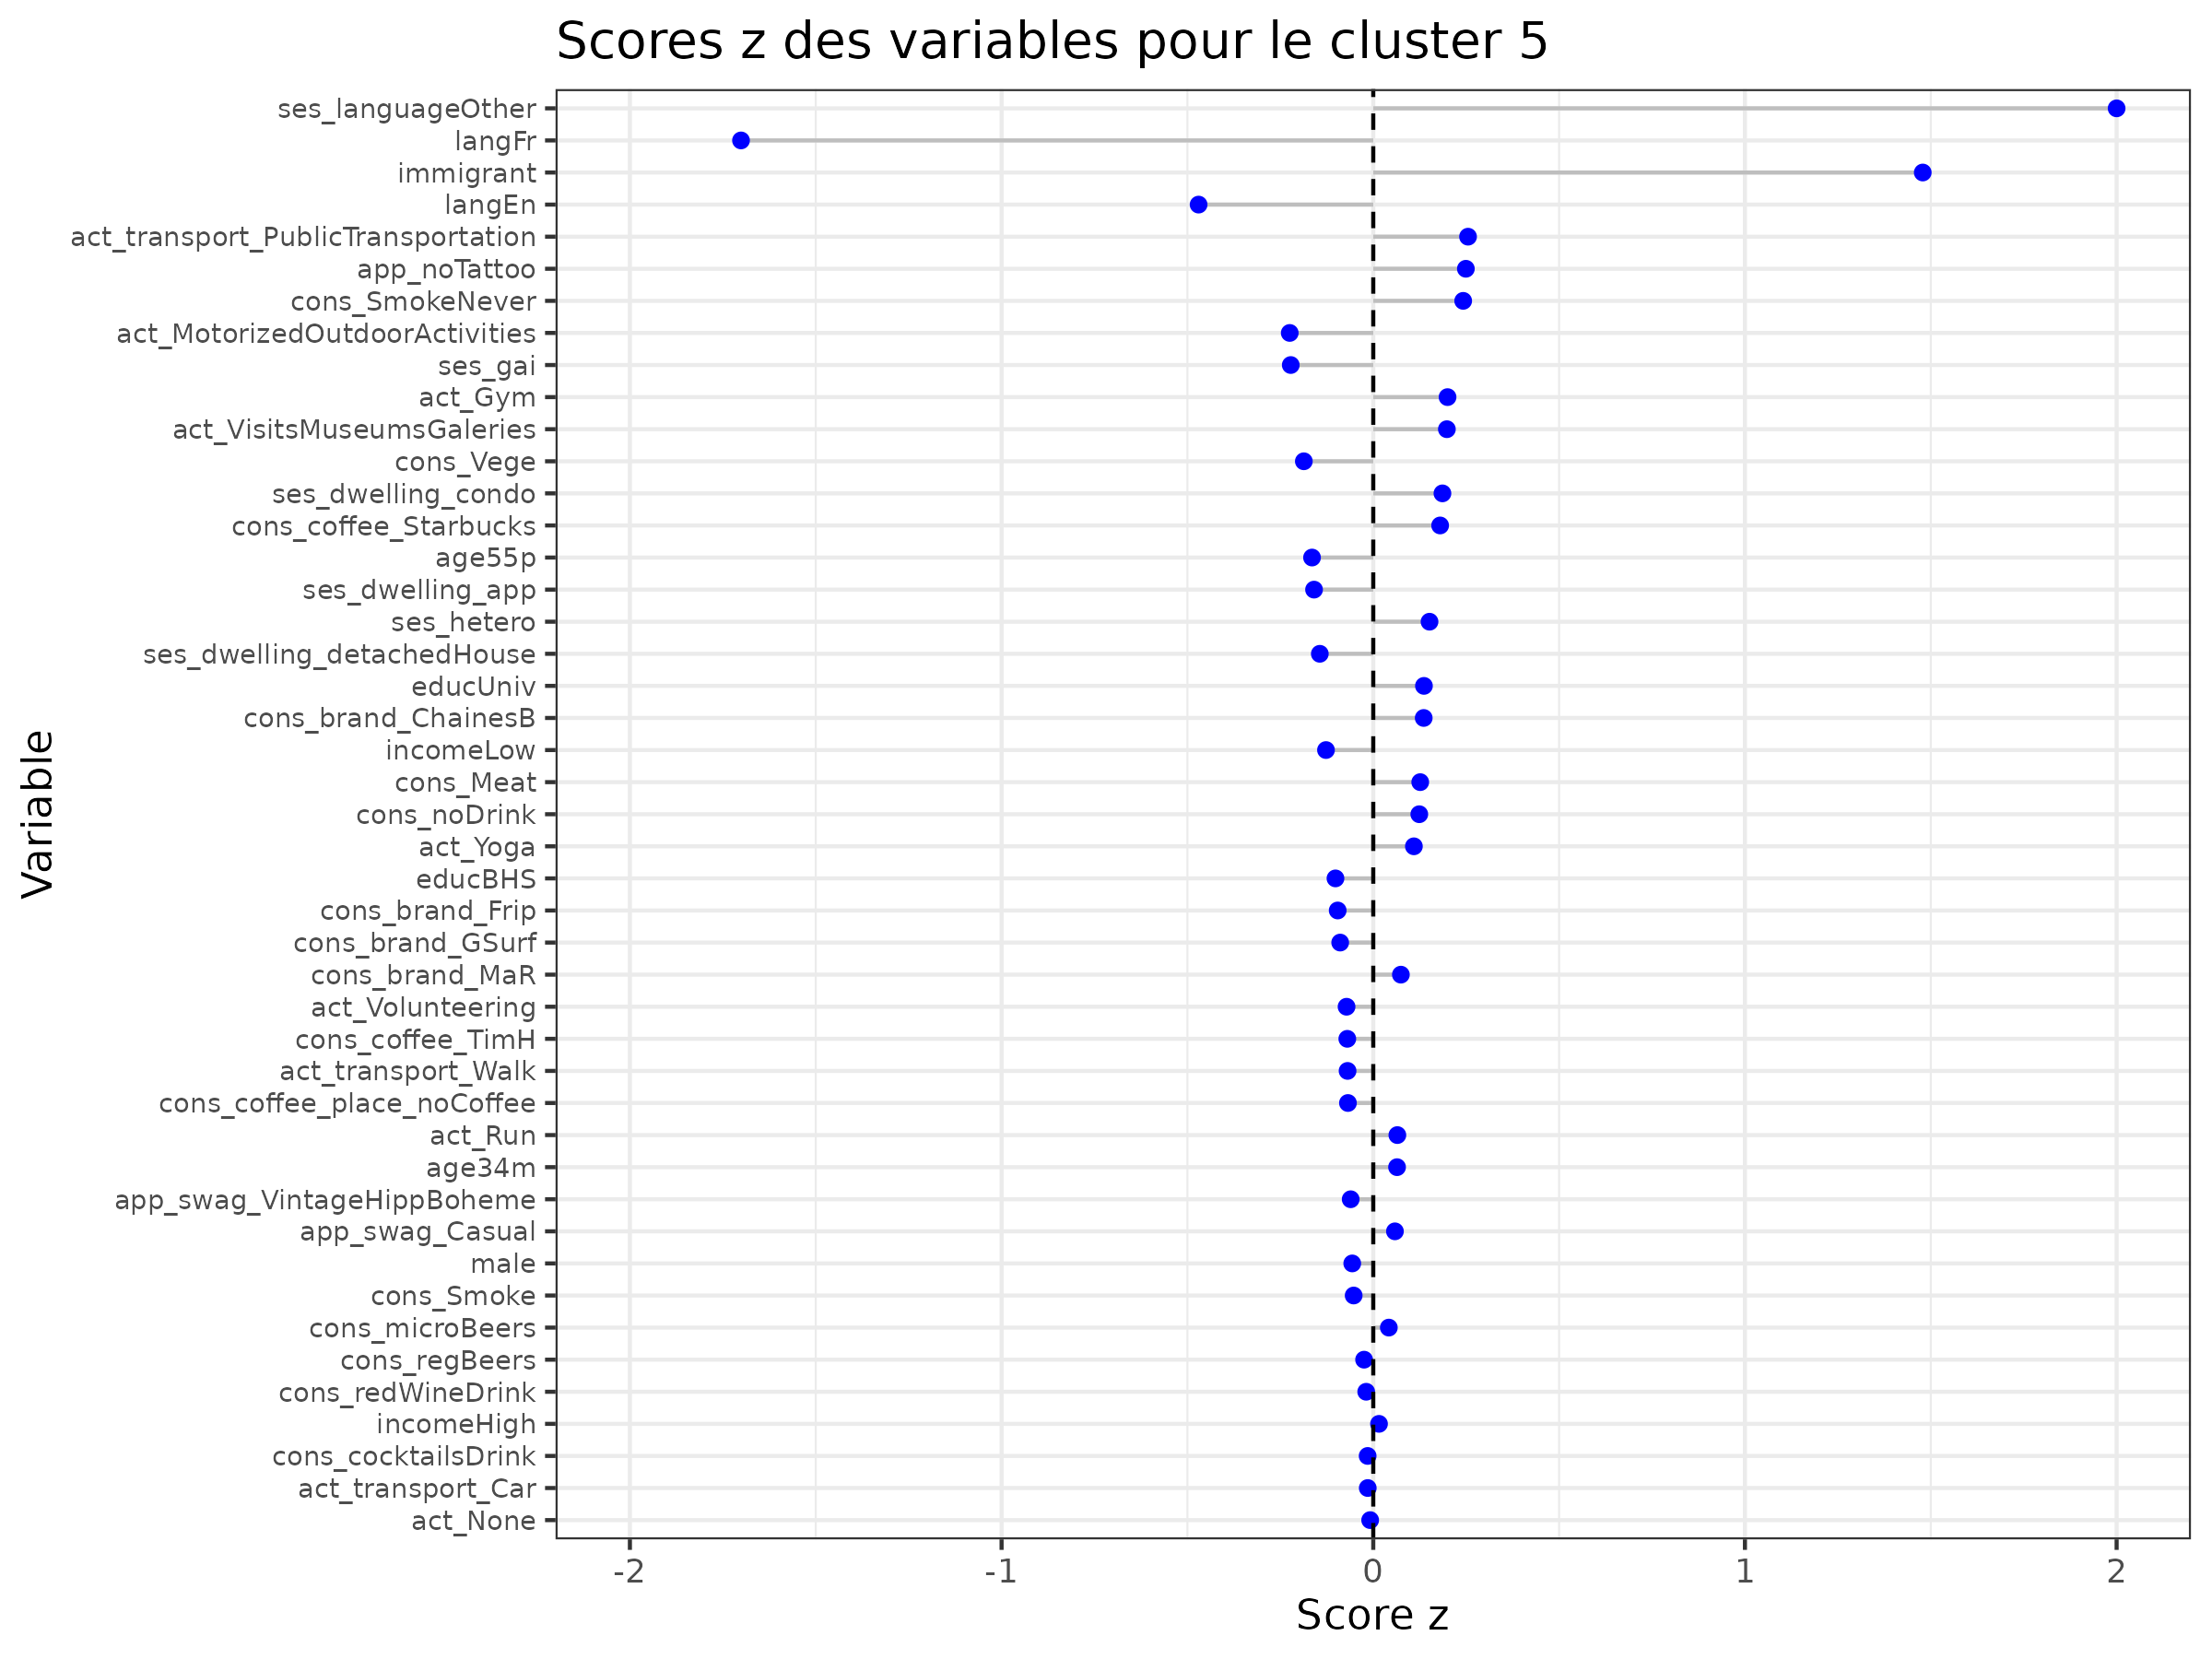 Scores z des variables pour le cluster 5
Variable
ses_languageOther
langFr
immigrant
langEn
act_transport_PublicTransportation
app_noTattoo
cons_SmokeNever
act_MotorizedOutdoorActivities
ses_gai
act_Gym
act_VisitsMuseumsGaleries
cons_Vege
ses_dwelling_condo
cons_coffee_Starbucks
age55p
ses_dwelling_app
ses_hetero
ses_dwelling_detachedHouse
educUniv
cons_brand_ChainesB
incomeLow
cons_Meat
cons_noDrink
act_Yoga
educBHS
cons_brand_Frip
cons_brand_GSurf
cons_brand_MaR
act_Volunteering
cons_coffee_TimH
act_transport_Walk
cons_coffee_place_noCoffee
act_Run
age34m
app_swag_VintageHippBoheme
app_swag_Casual
male
cons_Smoke
cons_microBeers
cons_regBeers
cons_redWineDrink
incomeHigh
cons_cocktailsDrink
act_transport_Car
act_None
-2 -1 0 1 2
Score z